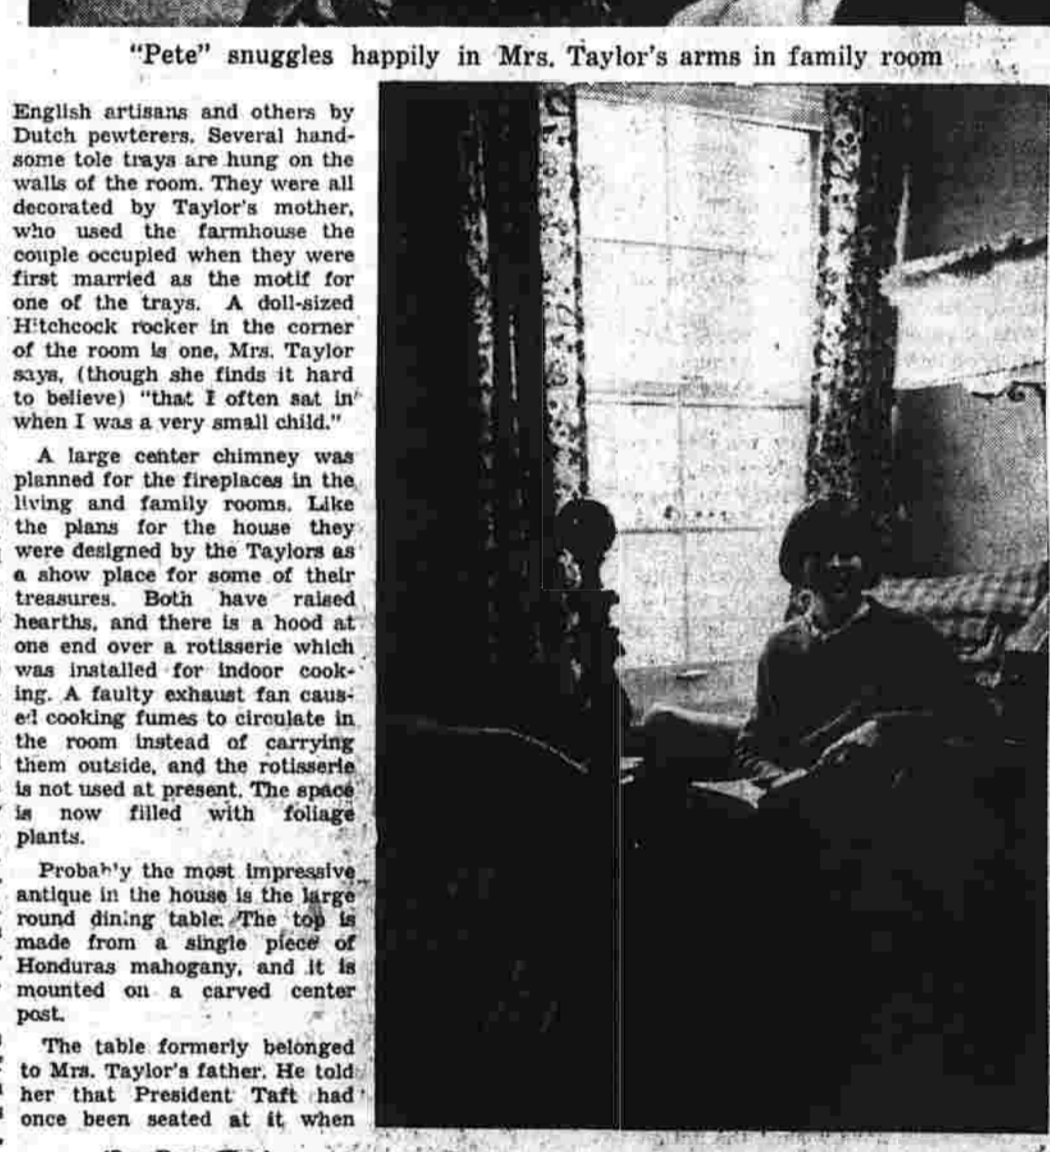 "Pete" snuggles happily in Mrs. Taylor's arms in family room
English artisans and others by
Dutch pewterers. Several hand-
some tole trays are hung on the
walls of the room. They were all
decorated by Taylor's mother,
who used the farmhouse the
couple occupied when they were
first married as the motif for
one of the trays. A doll-sized
Hitchcock rocker in the corner
of the room is one, Mrs. Taylor
says, (though she finds it hard
to believe) "that I often sat in
when I was a very small child."
A large center chimney was
planned for the fireplaces in the
living and family rooms. Like
the plans for the house they
were designed by the Taylors as
a show place for some of their
treasures. Both have raised
hearths, and there is a hood at
one end over a rotisserie which
was installed for indoor cook-
ing. A faulty exhaust fan caus-
ed cooking fumes to circulate in
the room instead of carrying
them outside, and the rotisserie
is not used at present. The space
is now filled with foliage
plants.
Probably the most impressive
antique in the house is the large
round dining table. The top is
made from a single piece of
Honduras mahogany, and it is
mounted on a carved center
post.
The table formerly belonged
to Mrs. Taylor's father. He told
her that President Taft had
once been seated at it when